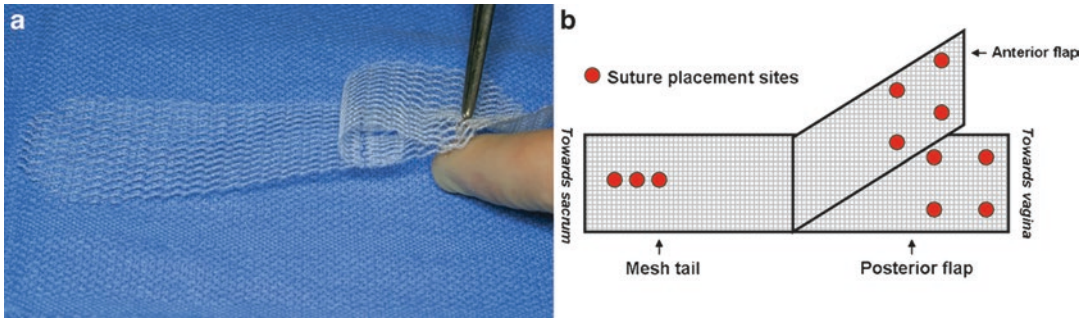 a
b
Anterior flap
Suture placement sites
Towards sacrum
Towards vagina
Mesh tail
Posterior flap